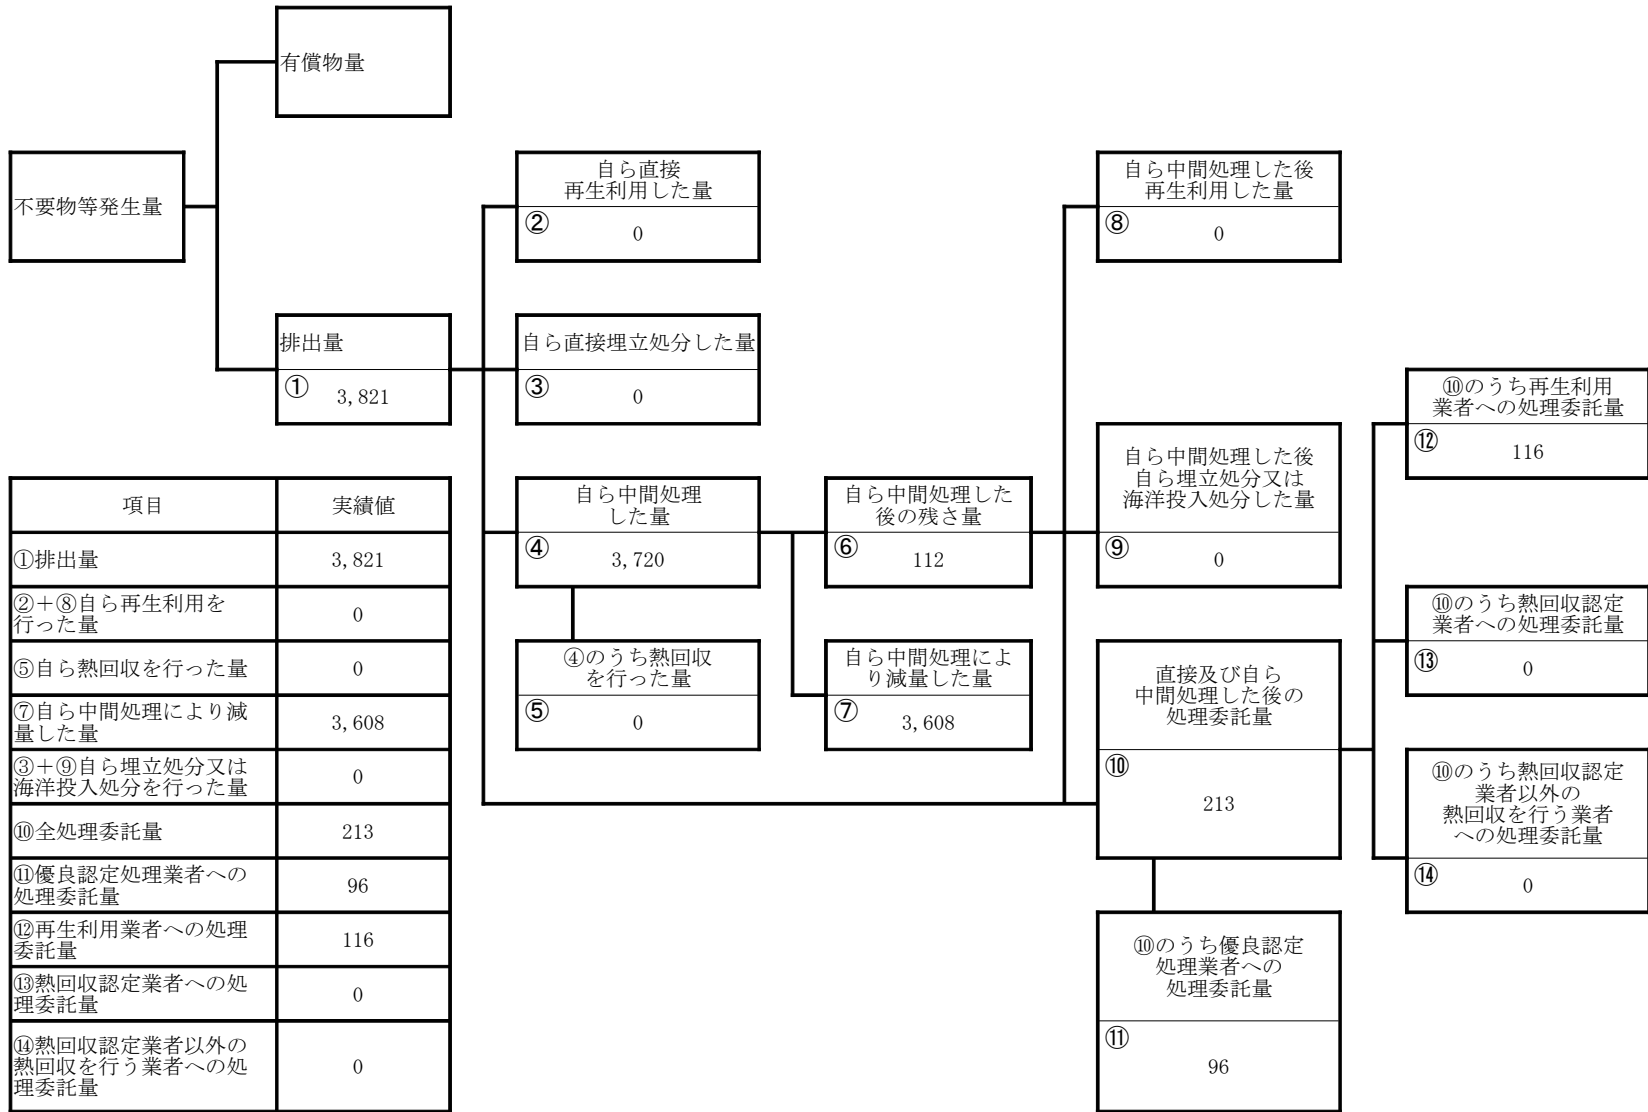 有償物量
不要物等発生量
自ら直接
再生利用した量
②
0
自ら中間処理した後
再生利用した量
⑧
0
排出量
①
3,821
自ら直接埋立処分した量
③
0
⑩のうち再生利用
業者への処理委託量
⑫
116
自ら中間処理した後
自ら埋立処分又は
海洋投入処分した量
⑨
0
自ら中間処理
した量
④
3,720
自ら中間処理した
後の残さ量
⑥
112
⑩のうち熱回収認定
業者への処理委託量
⑬
0
④のうち熱回収
を行った量
⑤
0
自ら中間処理によ
り減量した量
⑦
3,608
直接及び自ら
中間処理した後の
処理委託量
⑩
213
⑩のうち熱回収認定
業者以外の
熱回収を行う業者
への処理委託量
⑭
0
⑩のうち優良認定
処理業者への
処理委託量
⑪
96
項目
実績値
①排出量
3,821
②+⑧自ら再生利用を
行った量
0
⑤自ら熱回収を行った量
0
⑦自ら中間処理により減
量した量
3,608
③+⑨自ら埋立処分又は
海洋投入処分を行った量
0
⑩全処理委託量
213
⑪優良認定処理業者への
処理委託量
96
⑫再生利用業者への処理
委託量
116
⑬熱回収認定業者への処
理委託量
0
⑭熱回収認定業者以外の
熱回収を行う業者への処
理委託量
0